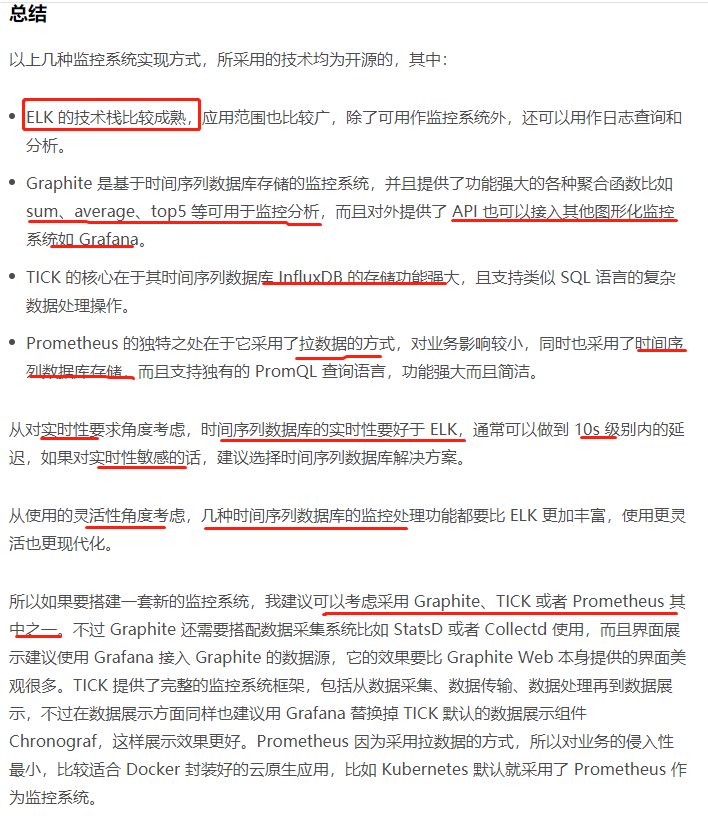 总结
以上几种监控系统实现方式，所采用的技术均为开源的，其中：
ELK 的技术栈比较成熟，应用范围也比较广，除了可用作监控系统外，还可以用作日志查询和
分析。
Graphite 是基于时间序列数据库存储的监控系统，并且提供了功能强大的各种聚合函数比如
sum、average、top5 等可用于监控分析，而且对外提供了 API 也可以接入其他图形化监控
系统如 Grafana。
TICK 的核心在于其时间序列数据库 InfluxDB 的存储功能强大，且支持类似 SQL 语言的复杂
数据处理操作。
Prometheus 的独特之处在于它采用了拉数据的方式，对业务影响较小，同时也采用了时间序
列数据库存储，而且支持独有的 PromQL 查询语言，功能强大而且简洁。
从对实时性要求角度考虑，时间序列数据库的实时性要好于 ELK，通常可以做到 10s 级别内的延
迟，如果对实时性敏感的话，建议选择时间序列数据库解决方案。
从使用的灵活性角度考虑，几种时间序列数据库的监控处理功能都要比 ELK 更加丰富，使用更灵
活也更现代化。
所以如果要搭建一套新的监控系统，我建议可以考虑采用 Graphite、TICK 或者 Prometheus 其
中之一。不过 Graphite 还需要搭配数据采集系统比如 StatsD 或者 Collectd 使用，而且界面展
示建议使用 Grafana 接入 Graphite 的数据源，它的效果要比 Graphite Web 本身提供的界面美
观很多。TICK 提供了完整的监控系统框架，包括从数据采集、数据传输、数据处理再到数据展
示，不过在数据展示方面同样也建议用 Grafana 替换掉 TICK 默认的数据展示组件
Chronograf，这样展示效果更好。Prometheus 因为采用拉数据的方式，所以对业务的侵入性
最小，比较适合 Docker 封装好的云原生应用，比如 Kubernetes 默认就采用了 Prometheus 作
为监控系统。